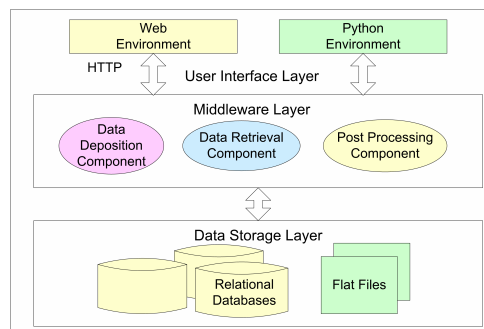 Web
Environment
Python
Environment
HTTP
User Interface Layer
Middleware Layer
Data
Deposition
Component
Data Retrieval
Component
Post Processing
Component
Data Storage Layer
Relational
Databases
Flat Files